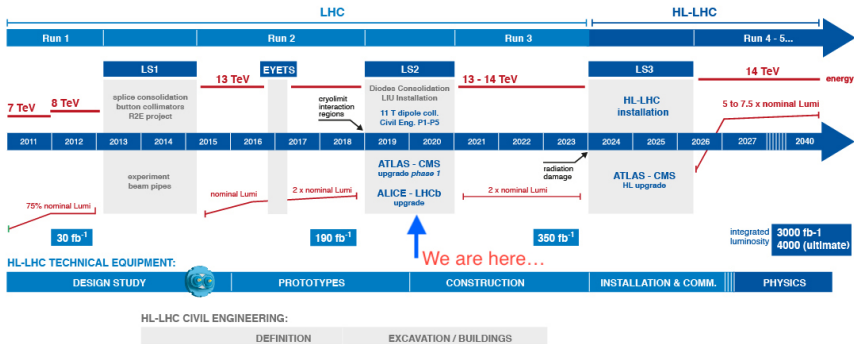 LHC
HL-LHC
Run 1
Run 2
Run 3
Run 4 - 5...
LS1
EYETS
LS2
LS3
13 TeV
13 - 14 TeV
14 TeV
energy
7 TeV
8 TeV
splice consolidation
button collimators
R2E project
cryolimit
interaction
regions
Diodes Consolidation
LIU Installation
11 T dipole coll.
Civil Eng. P1-P5
HL-LHC
installation
5 to 7.5 x nominal Lumi
2011 2012 2013 2014 2015 2016 2017 2018 2019 2020 2021 2022 2023 2024 2025 2026 2027 2040
experiment
beam pipes
ATLAS - CMS
upgrade phase 1
ALICE - LHCb
upgrade
radiation
damage
ATLAS - CMS
HL upgrade
75% nominal Lumi
nominal Lumi
2 x nominal Lumi
2 x nominal Lumi
30 fb-1
190 fb-1
350 fb-1
integrated
luminosity
3000 fb-1
4000 (ultimate)
We are here...
HL-LHC TECHNICAL EQUIPMENT:
DESIGN STUDY
PROTOTYPES
CONSTRUCTION
INSTALLATION & COMM.
PHYSICS
HL-LHC CIVIL ENGINEERING:
DEFINITION
EXCAVATION / BUILDINGS